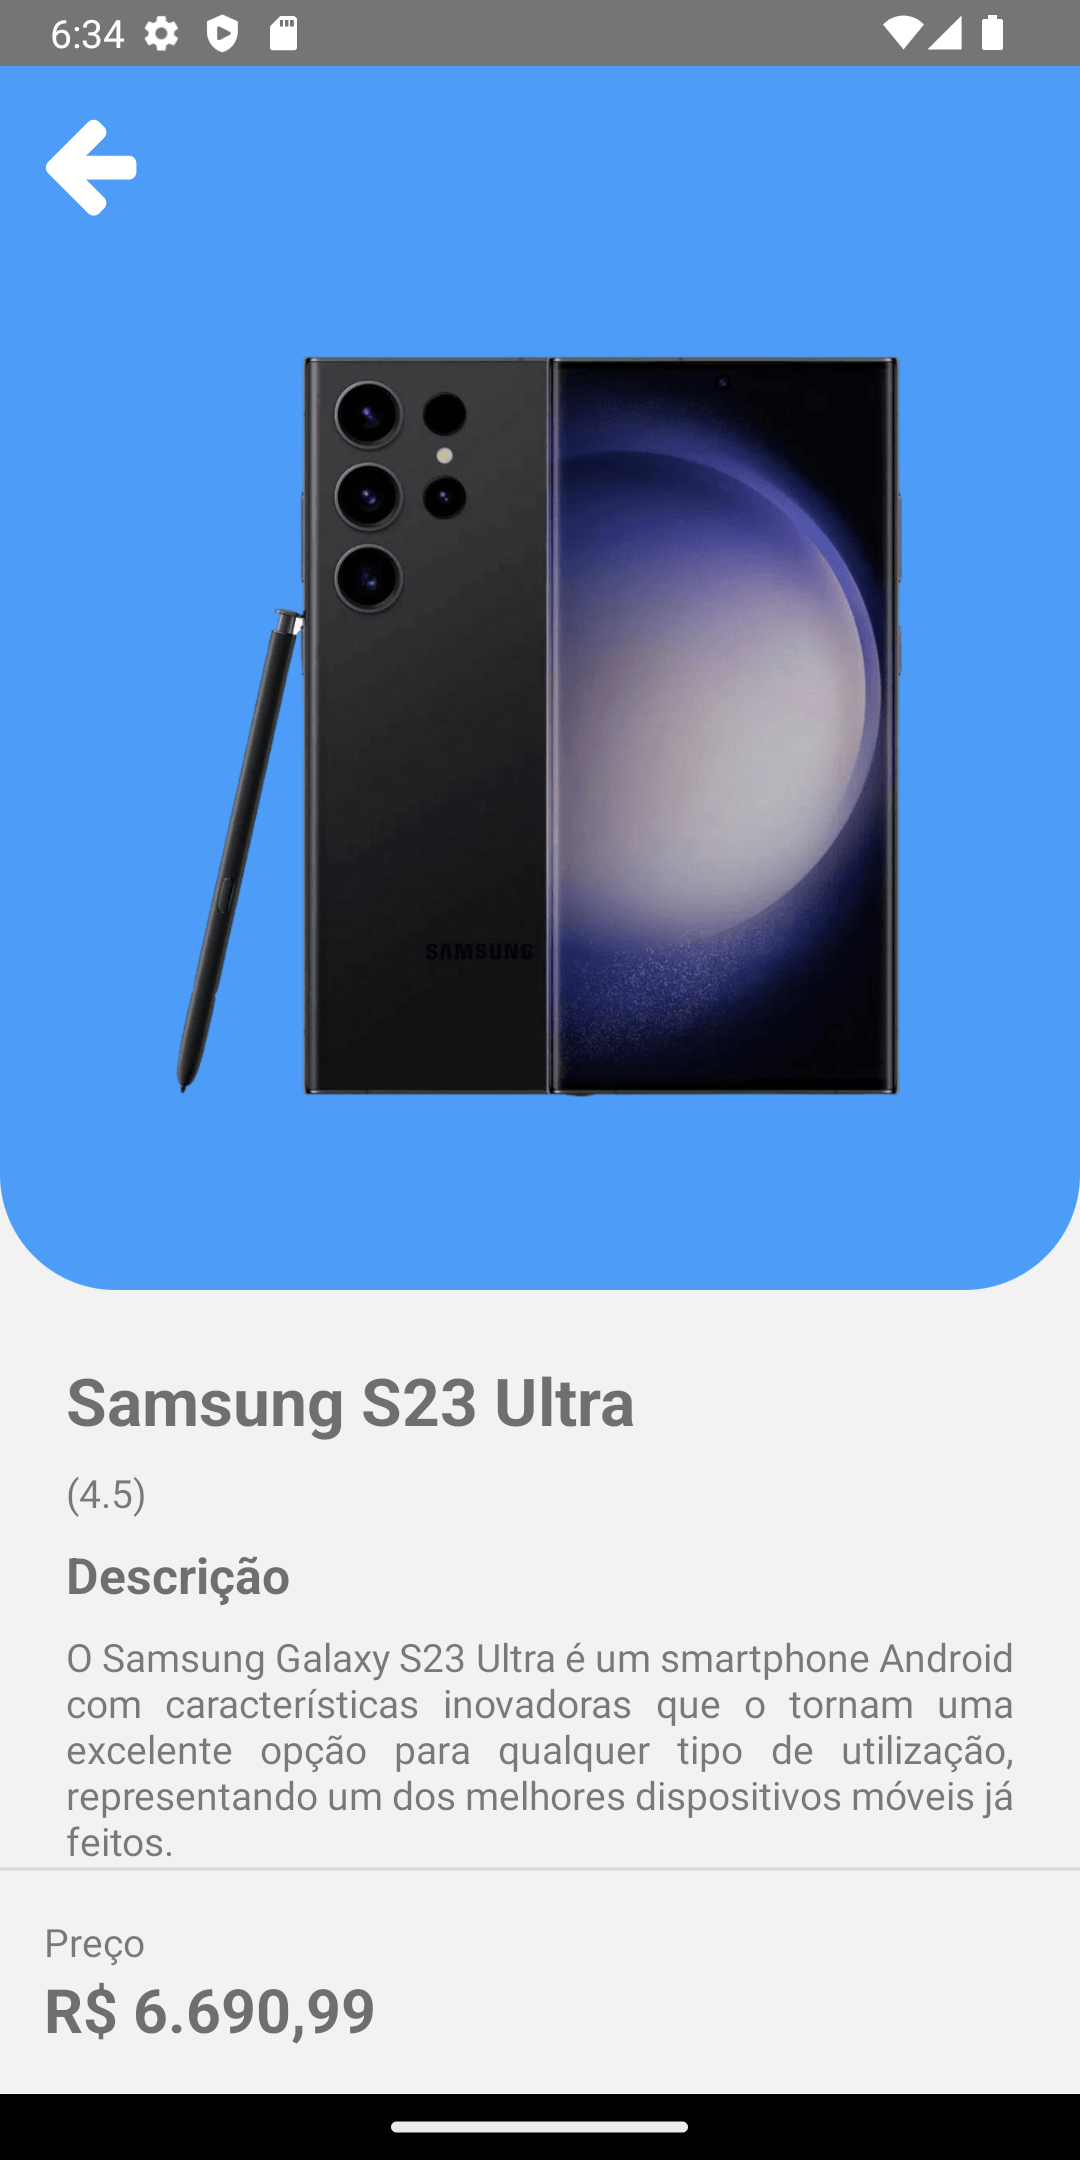 6:34
SAMSUNG
Samsung S23 Ultra
(4.5)
Descrição
O Samsung Galaxy S23 Ultra é um smartphone Android
com características inovadoras que o tornam uma
excelente opção para qualquer tipo de utilização,
representando um dos melhores dispositivos móveis já
feitos.
Preço
R$ 6.690,99